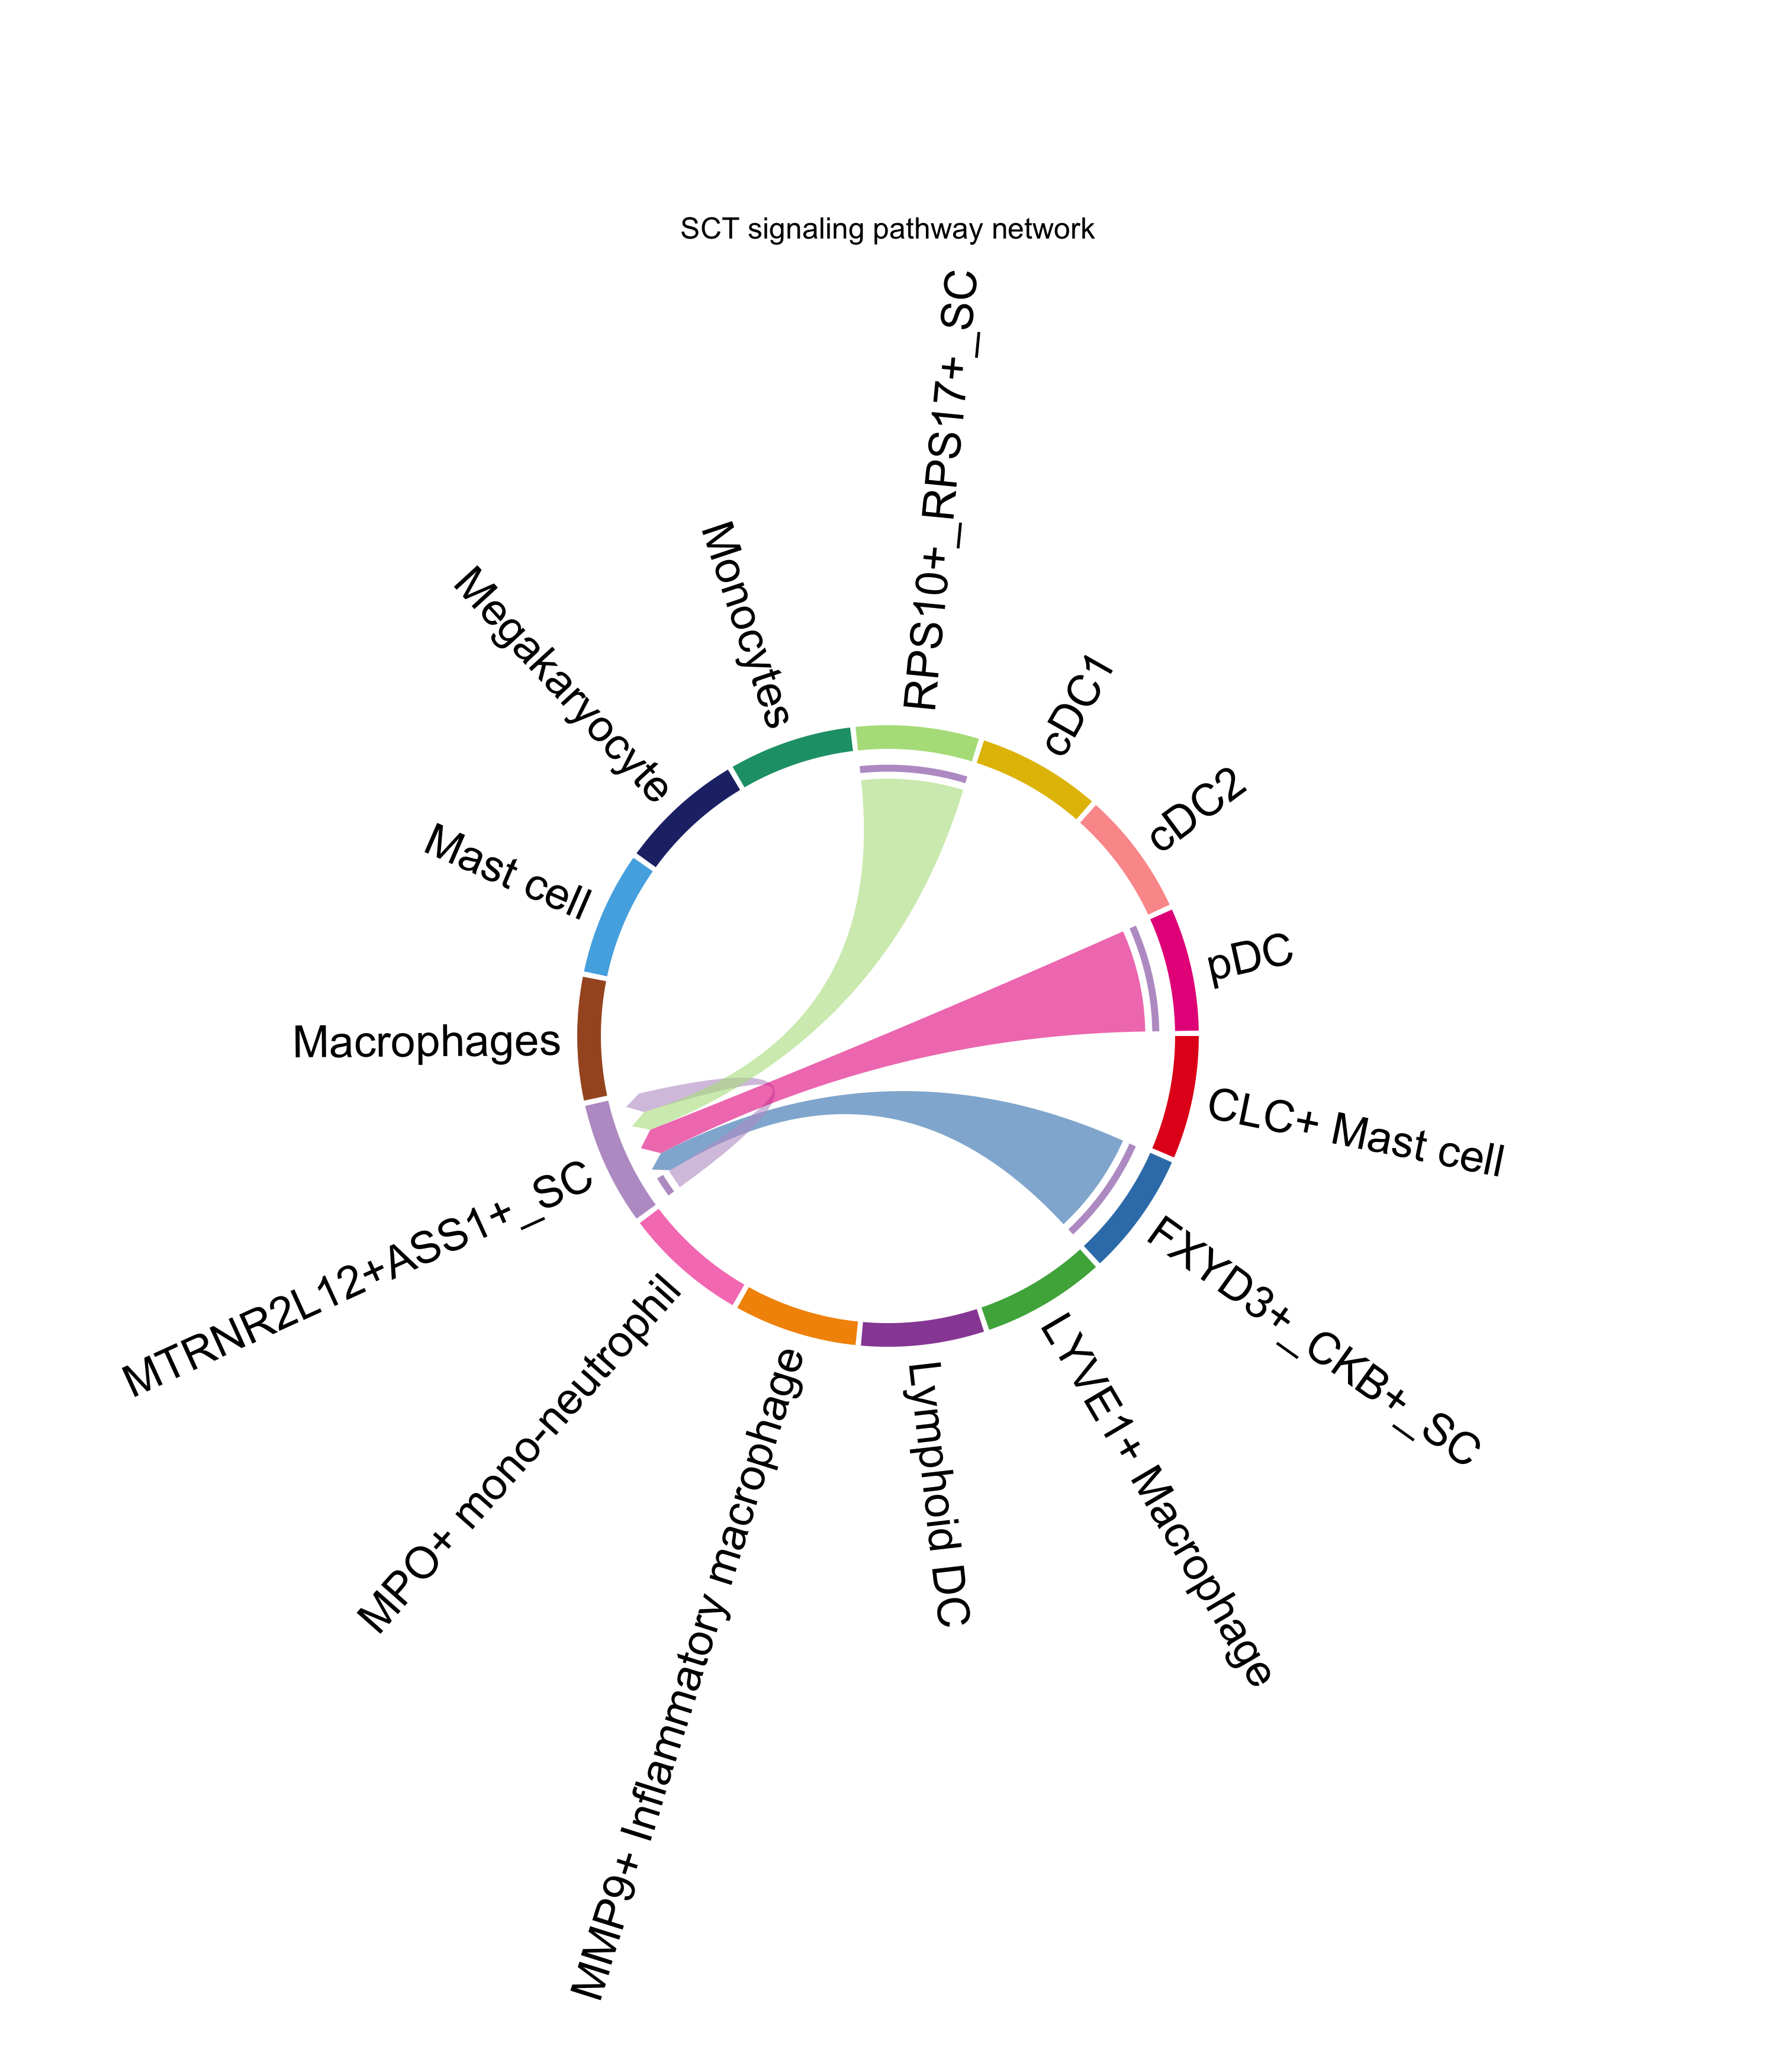 SCT signaling pathway network
RPS10+_RPS17+_SC
cDC1
cDC2
pDC
CLC+ Mast cell
FXYD3+_CKB+_SC
LYVE1+ Macrophage
Lymphoid DC
MMP9+ Inflammatory macrophage
MPO+ mono-neutrophil
MTRNR2L12+ASS1+_SC
Macrophages
Mast cell
Megakaryocyte
Monocytes